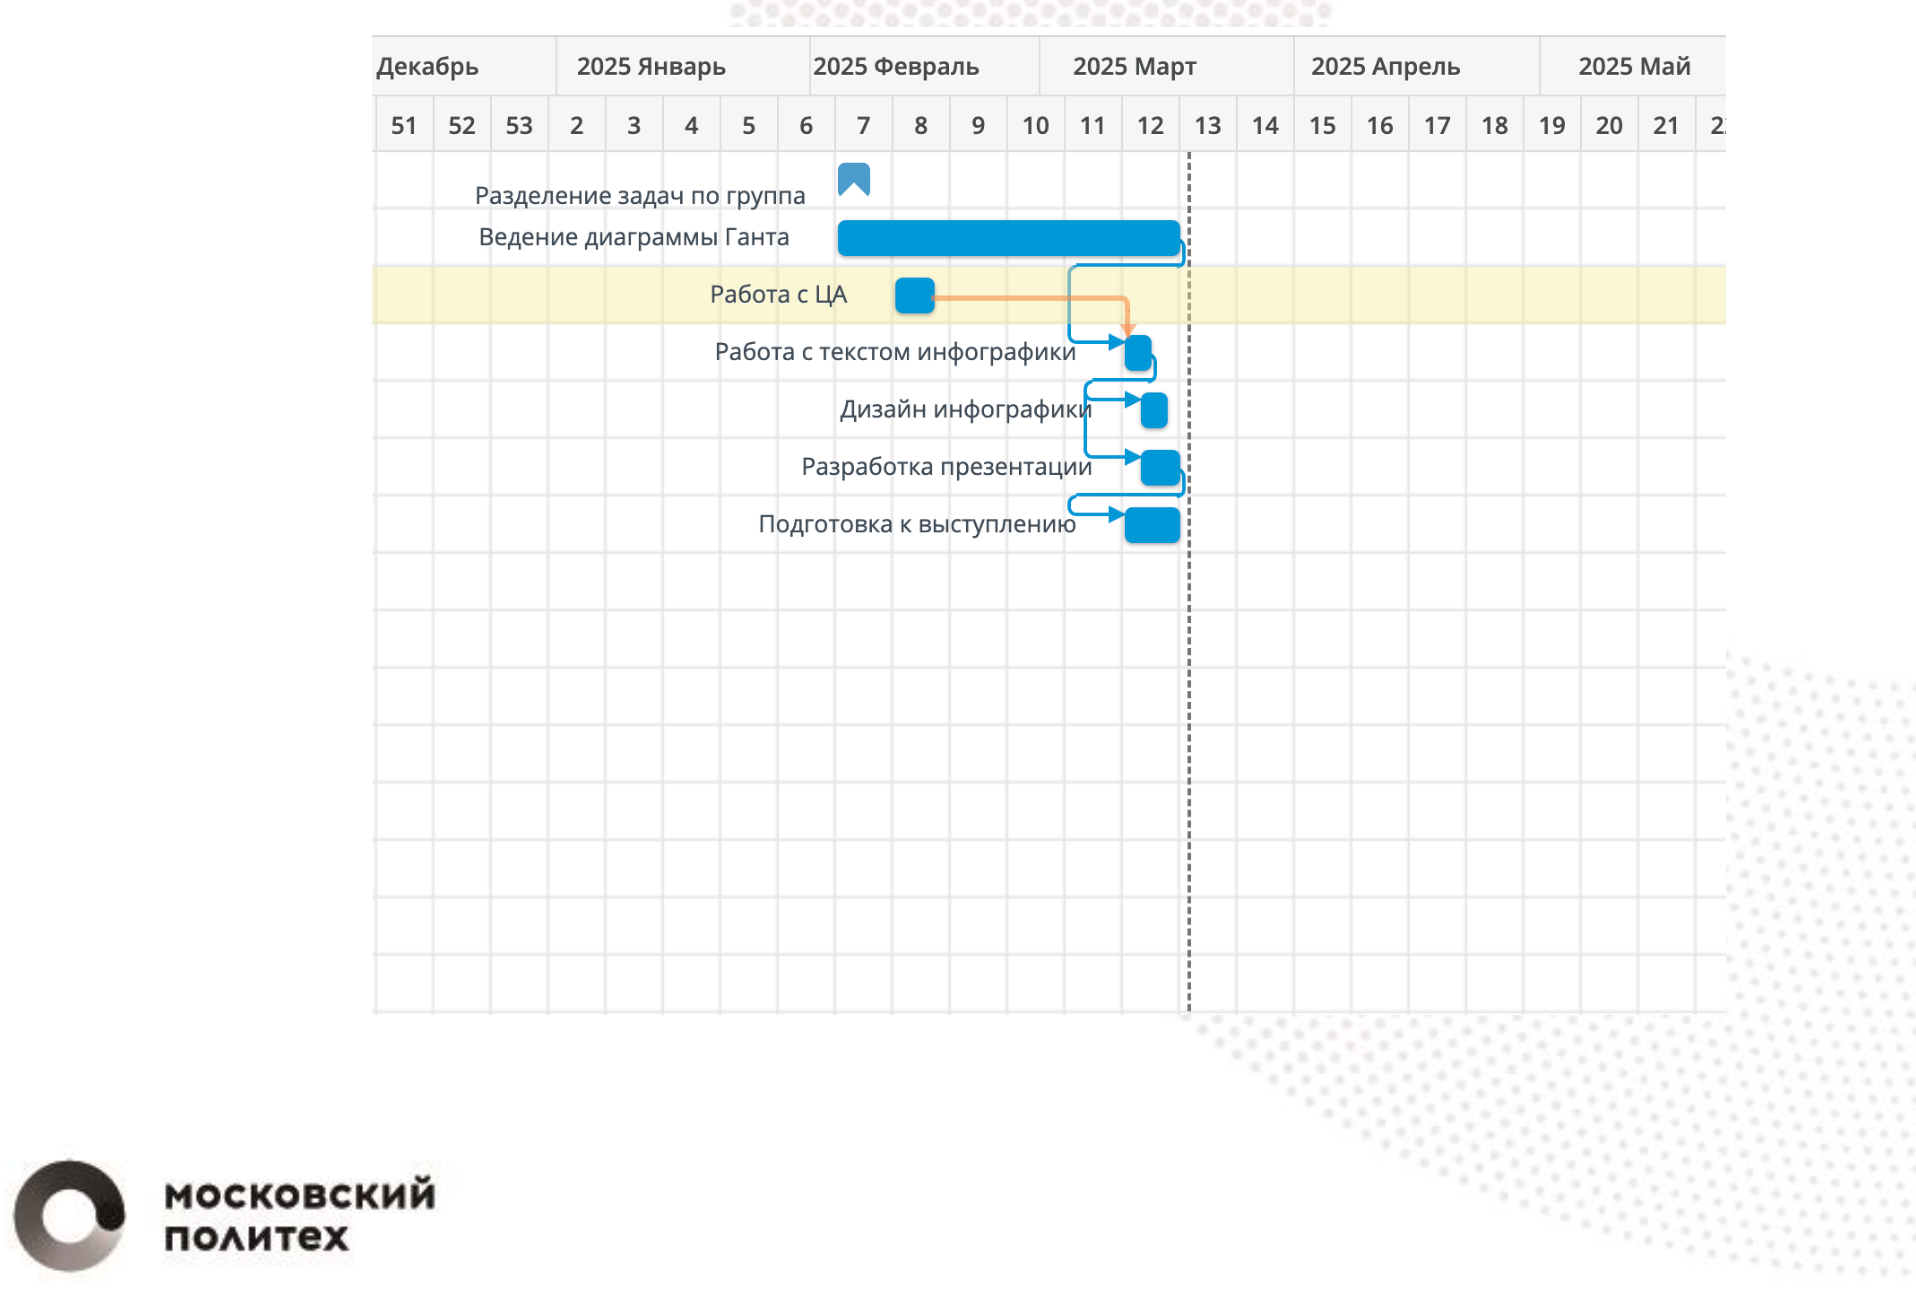 Декабрь 2025 Январь 2025 Февраль 2025 Март 2025 Апрель 2025 Май
51 52 53 2 3 4 5 6 7 8 9 10 11 12 13 14 15 16 17 18 19 20 21
Разделение задач по группа
Ведение диаграммы Ганта
Работа с ЦА
Работа с текстом инфографики
Дизайн инфографики
Разработка презентации
Подготовка к выступлению
МОСКОВСКИЙ
ПОЛИТЕХ